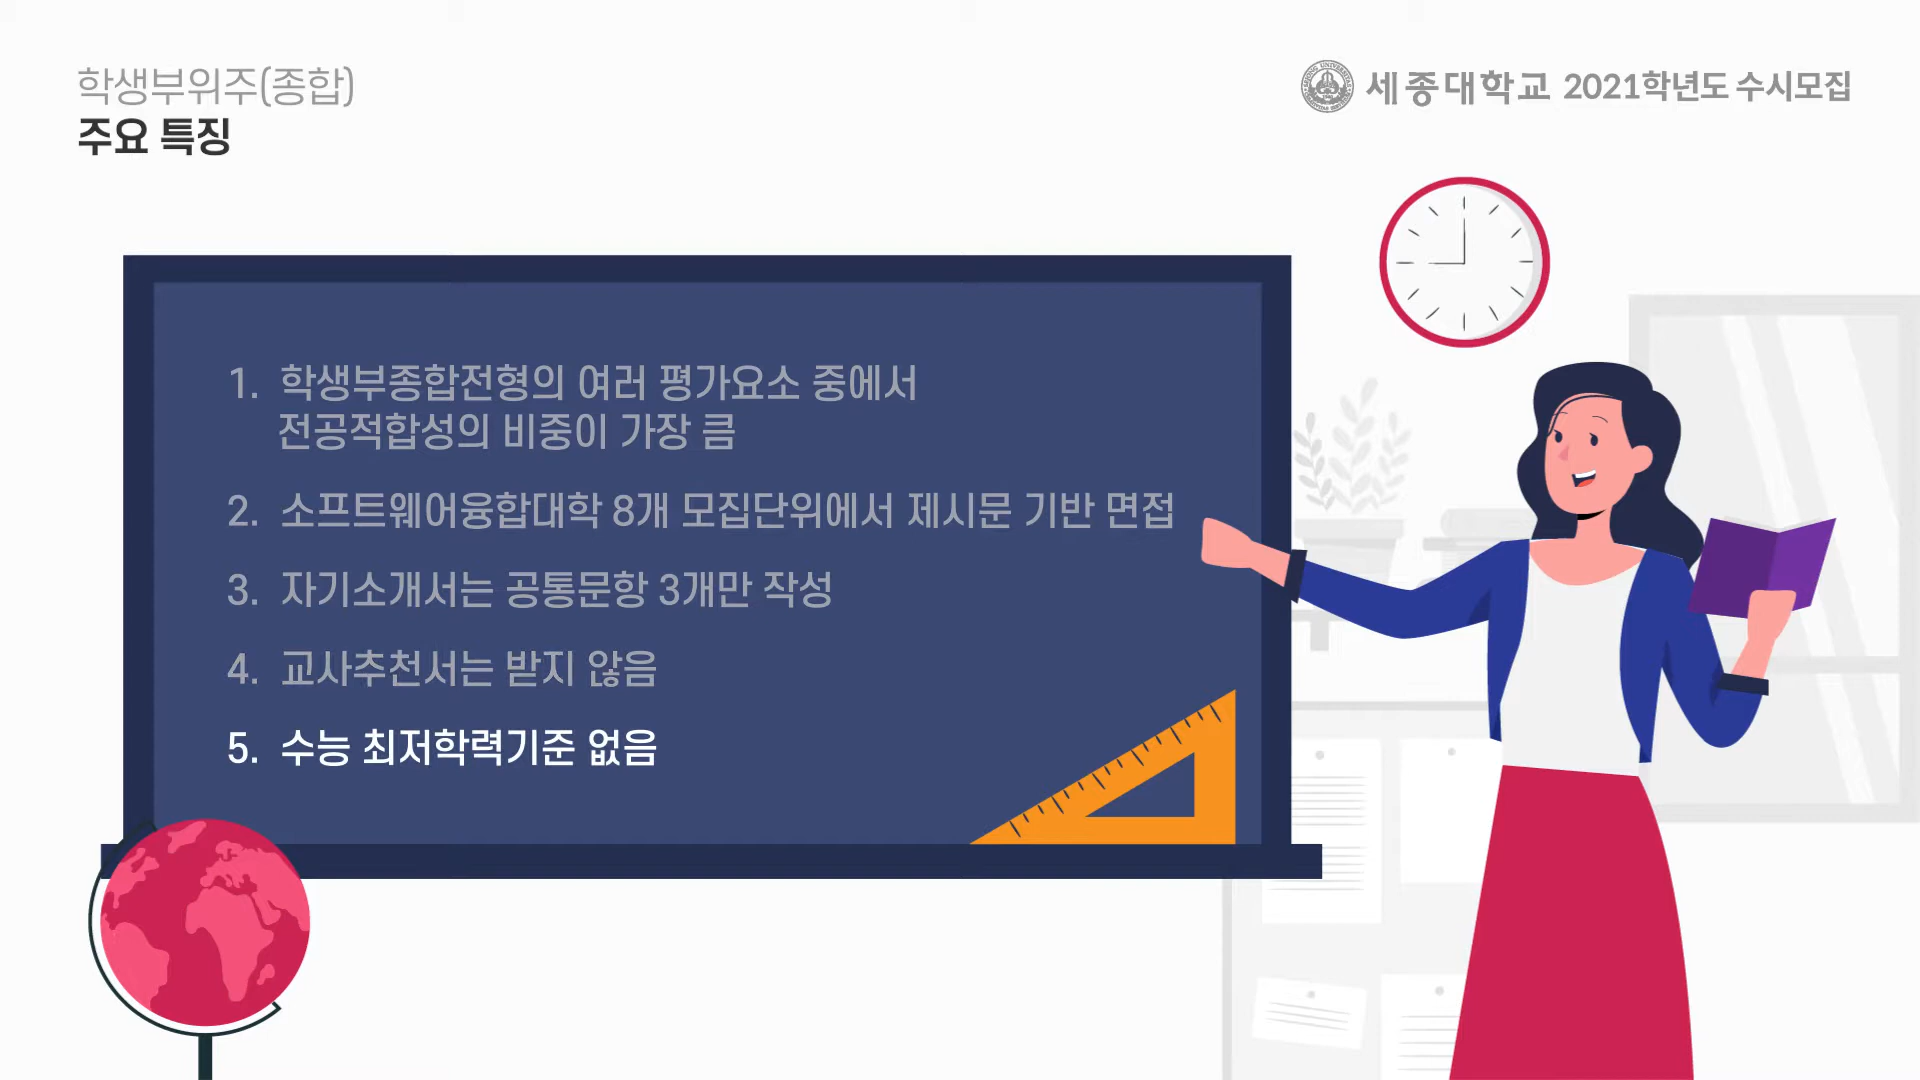 학생부위주(종합)
주요 특징
세종대학교 2021학년도 수시모집
1. 학생부종합전형의 여러 평가요소 중에서
전공적합성의 비중이 가장 큼
2. 소프트웨어융합대학 8개 모집단위에서 제시문 기반 면접
3. 자기소개서는 공통문항 3개만 작성
4. 교사추천서는 받지 않음
5. 수능 최저학력기준 없음